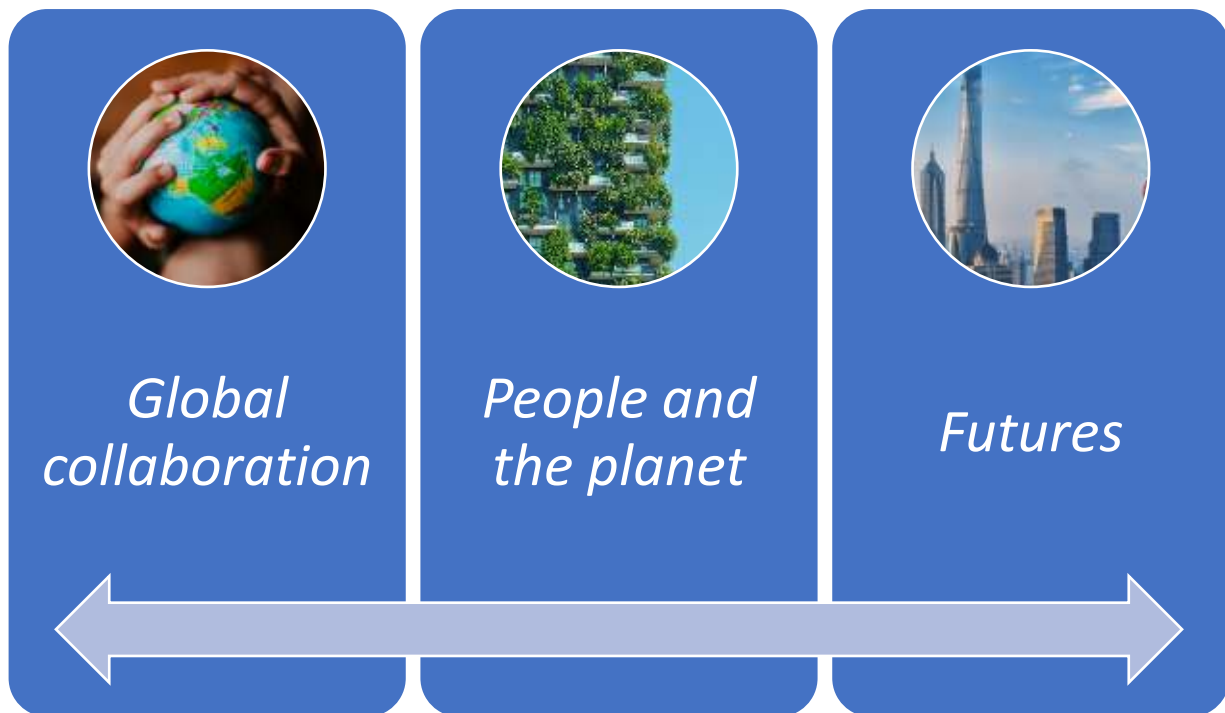 Global
collaboration
People and
the planet
Futures